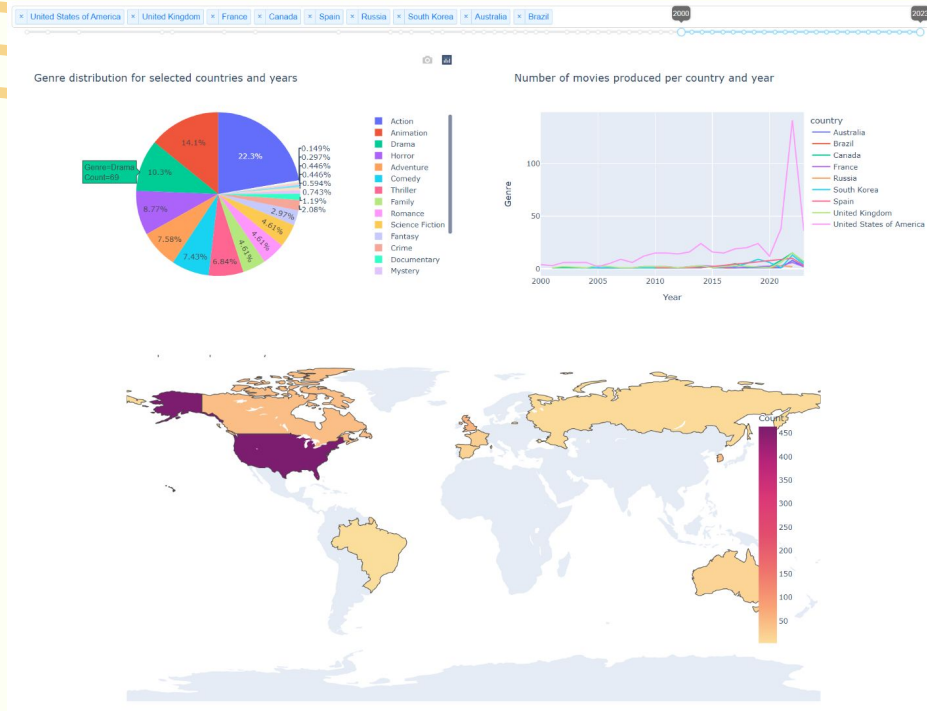 × United States of America × United Kingdom × France × Canada × Spain × Russia × South Korea × Australia × Brazil
2000
2023
Genre distribution for selected countries and years
22.3%
14.1%
10.3%
8.77%
7.58%
7.43%
6.84%
4.61%
4.61%
4.61%
2.97%
2.08%
1.19%
0.743%
0.594%
0.446%
0.446%
0.297%
0.149%
Genre=Drama
Count=69
Action
Animation
Drama
Horror
Adventure
Comedy
Thriller
Family
Romance
Science Fiction
Fantasy
Crime
Documentary
Mystery
Number of movies produced per country and year
Genre
100
50
0
2000 2005 2010 2015 2020
Year
country
Australia
Brazil
Canada
France
Russia
South Korea
Spain
United Kingdom
United States of America
Counts
450
400
350
300
250
200
150
100
50